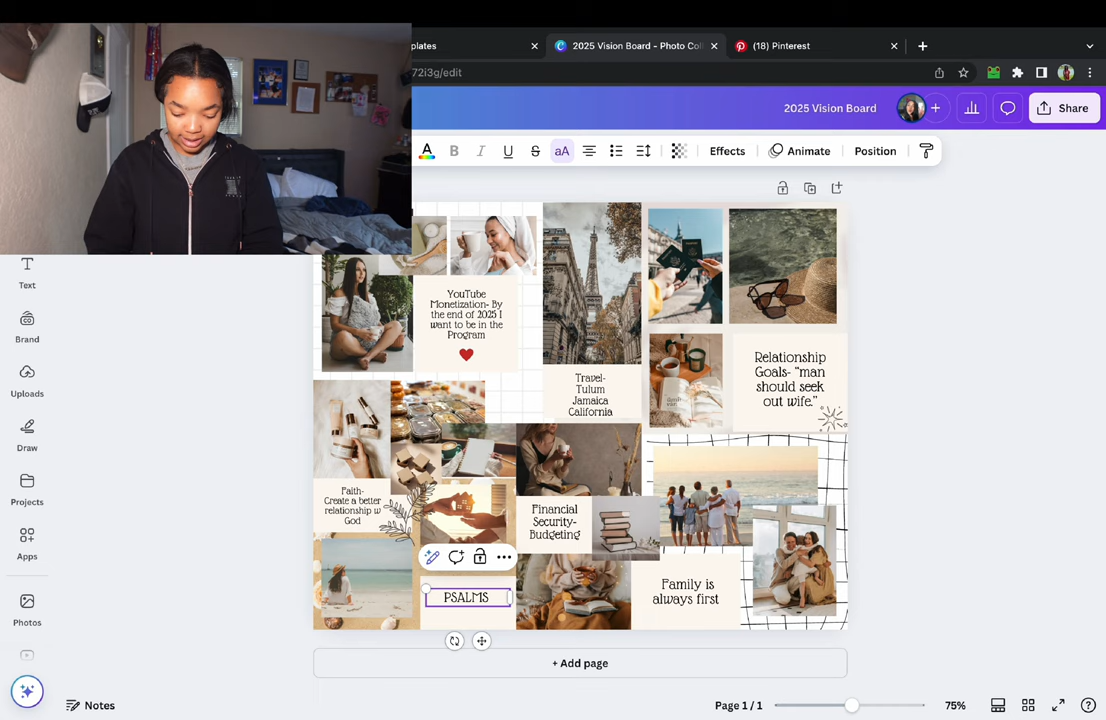 plates
2025 Vision Board - Photo Col
(18) Pinterest
72i3g/edit
2025 Vision Board
Share
A B I U S aA
Effects
Animate
Position
Text
Brand
Uploads
Draw
Projects
Apps
Photos
YouTube
Monetization- By
the end of 2025 I
want to be in the
Program
Travel-
Tulum
Jamaica
California
Relationship
Goals- “man
should seek
out wife.”
Faith-
Create a better
relationship w
God
Financial
Security-
Budgeting
PSALMS
Family is
always first
+ Add page
Notes
Page 1 / 1
75%